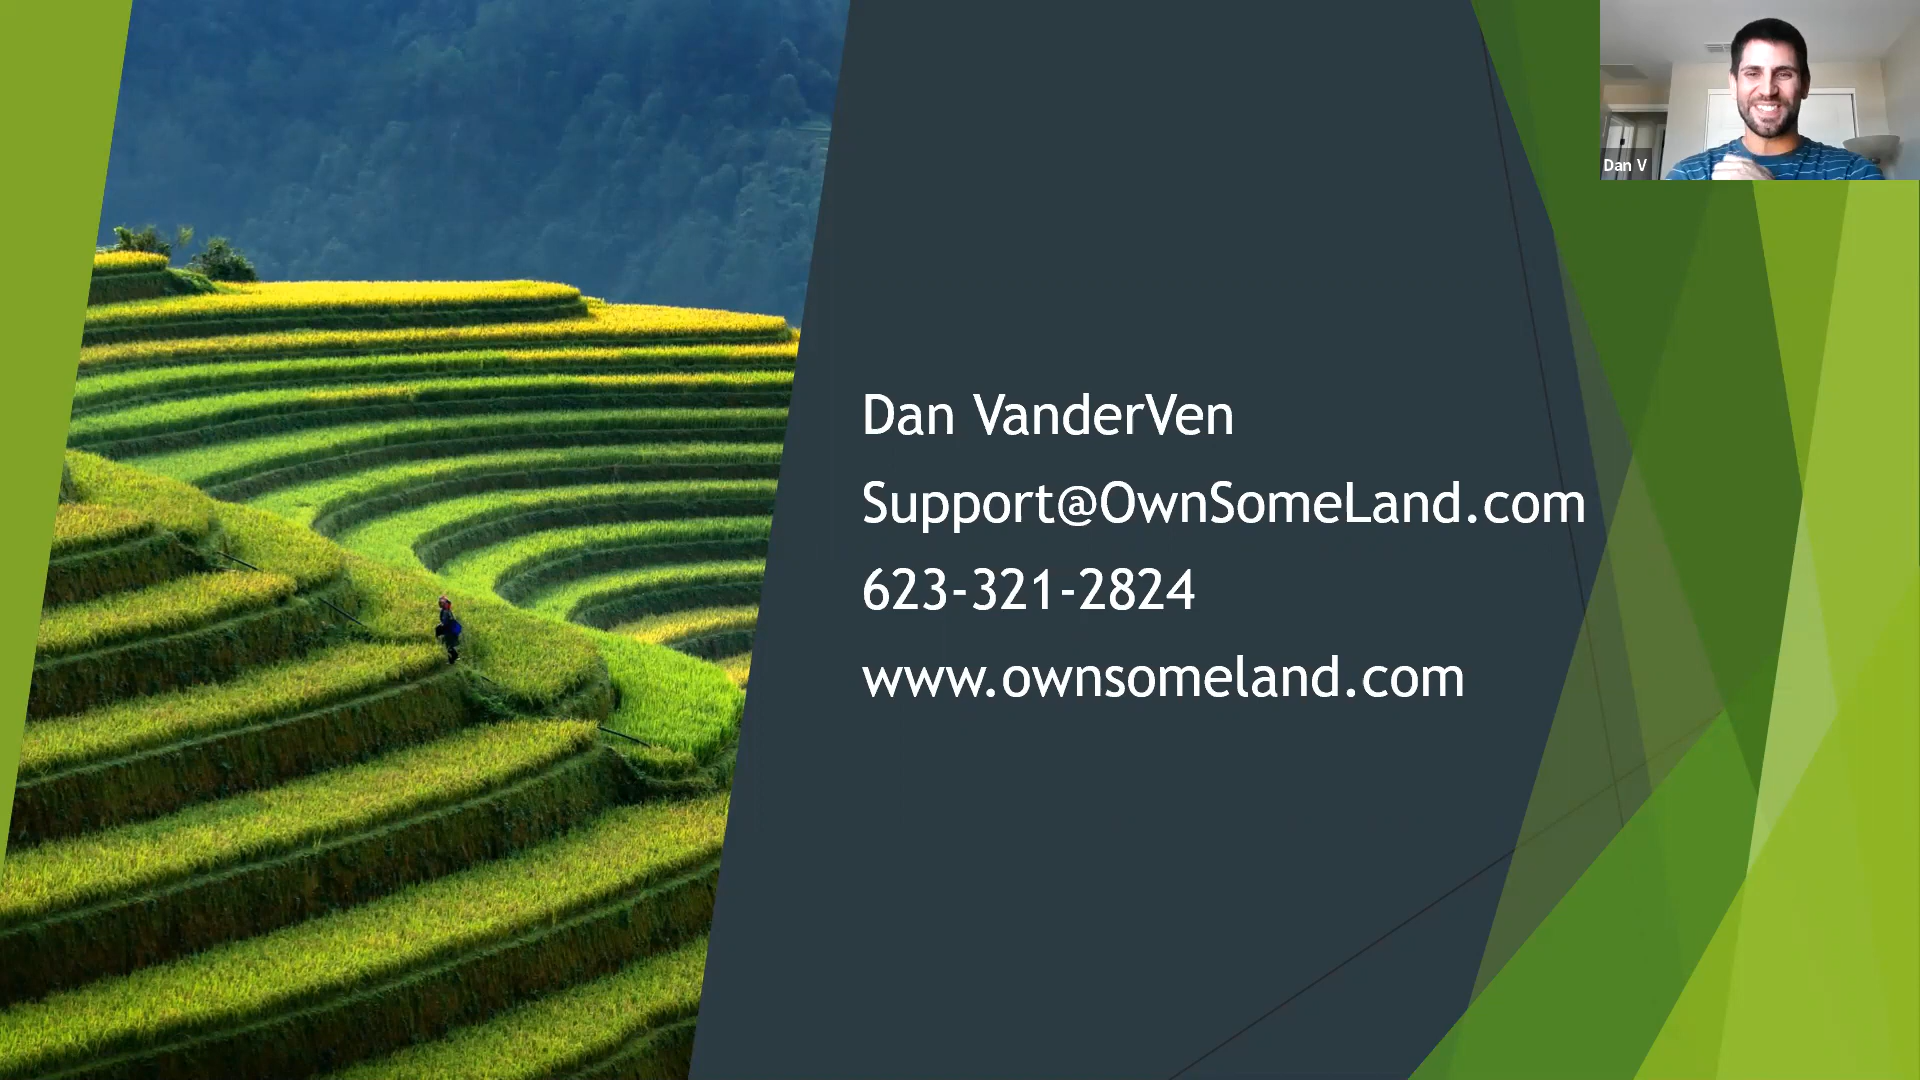 Dan V
Dan VanderVen
Support@OwnSomeLand.com
623-321-2824
www.ownsomeland.com